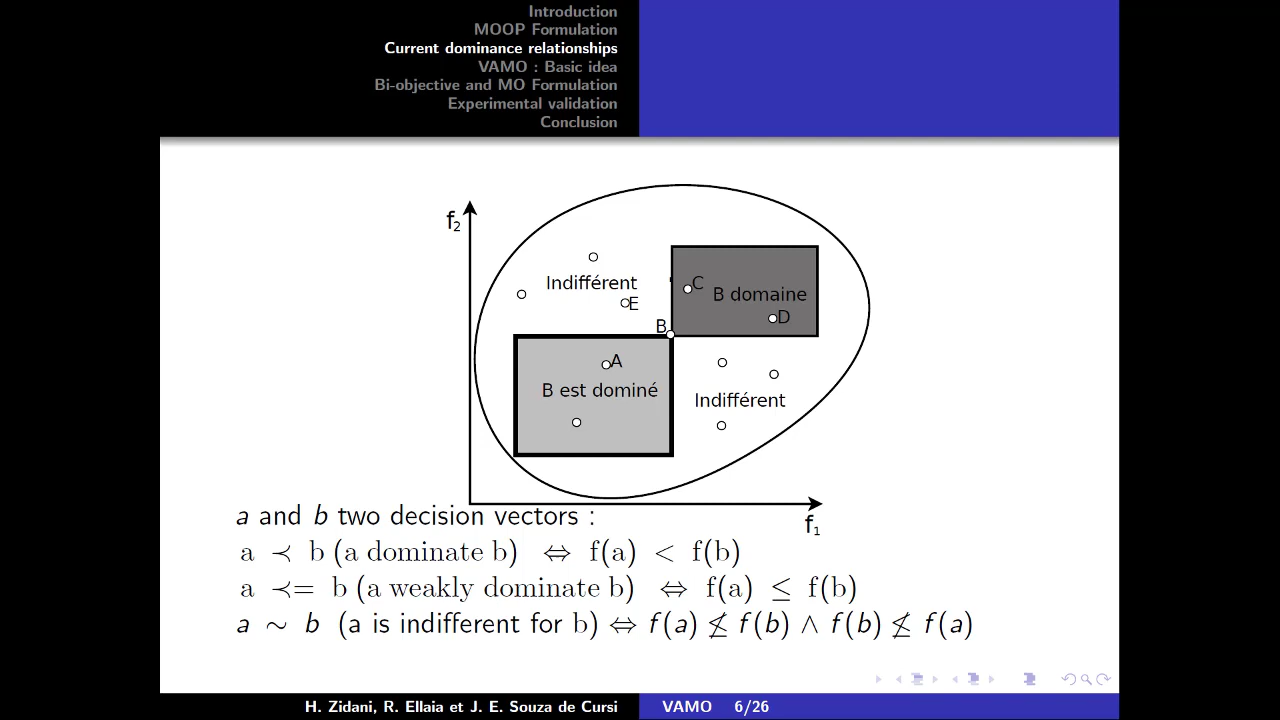 Introduction
MOOP Formulation
Current dominance relationships
VAMO : Basic idea
Bi-objective and MO Formulation
Experimental validation
Conclusion
f₂
Indifférent
C
B domaine
E
D
B
A
B est dominé
Indifférent
f₁
a and b two decision vectors :
a ≺ b (a dominate b) ⇔ f(a) < f(b)
a ≺= b (a weakly dominate b) ⇔ f(a) ≤ f(b)
a ∼ b (a is indifferent for b) ⇔ f(a) ≰ f(b) ∧ f(b) ≰ f(a)
H. Zidani, R. Ellaia et J. E. Souza de Cursi VAMO 6/26